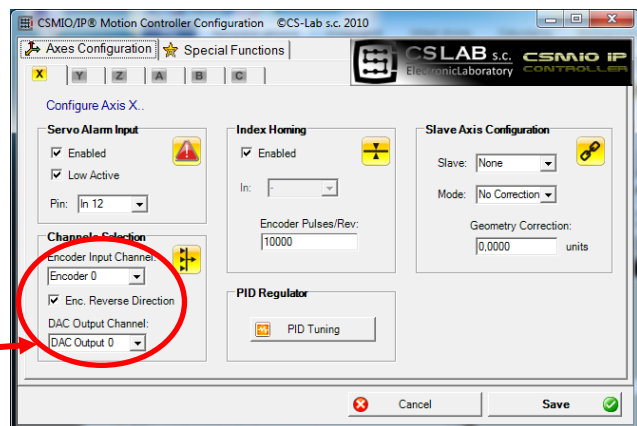 CSMIO/IP® Motion Controller Configuration ©CS-Lab s.c. 2010
Axes Configuration Special Functions
CSLAB s.c.
ElectronicLaboratory
CSMIO IP
CONTROLLER
X Y Z A B C
Configure Axis X..
Servo Alarm Input
Enabled
Low Active
Pin: In 12
Index Homing
Enabled
In: -
Encoder Pulses/Rev:
10000
Slave Axis Configuration
Slave: None
Mode: No Correction
Geometry Correction:
0,0000 units
Channels Selection
Encoder Input Channel:
Encoder 0
Enc. Reverse Direction
DAC Output Channel:
DAC Output 0
PID Regulator
PID Tuning
Cancel Save